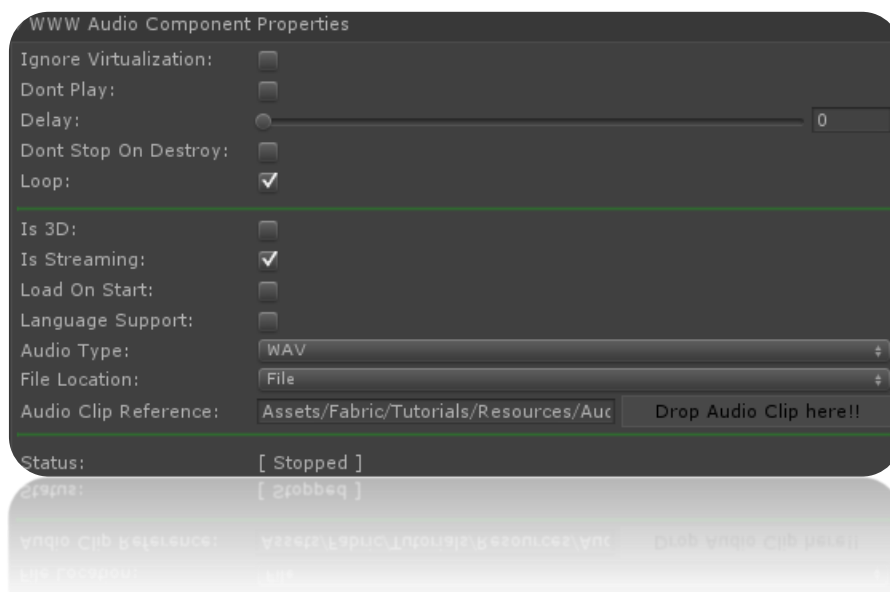 WWW Audio Component Properties
Ignore Virtualization:
Dont Play:
Delay: 0
Dont Stop On Destroy:
Loop:
Is 3D:
Is Streaming:
Load On Start:
Language Support:
Audio Type: WAV
File Location: File
Audio Clip Reference: Assets/Fabric/Tutorials/Resources/Auc Drop Audio Clip here!!
Status: [ Stopped ]